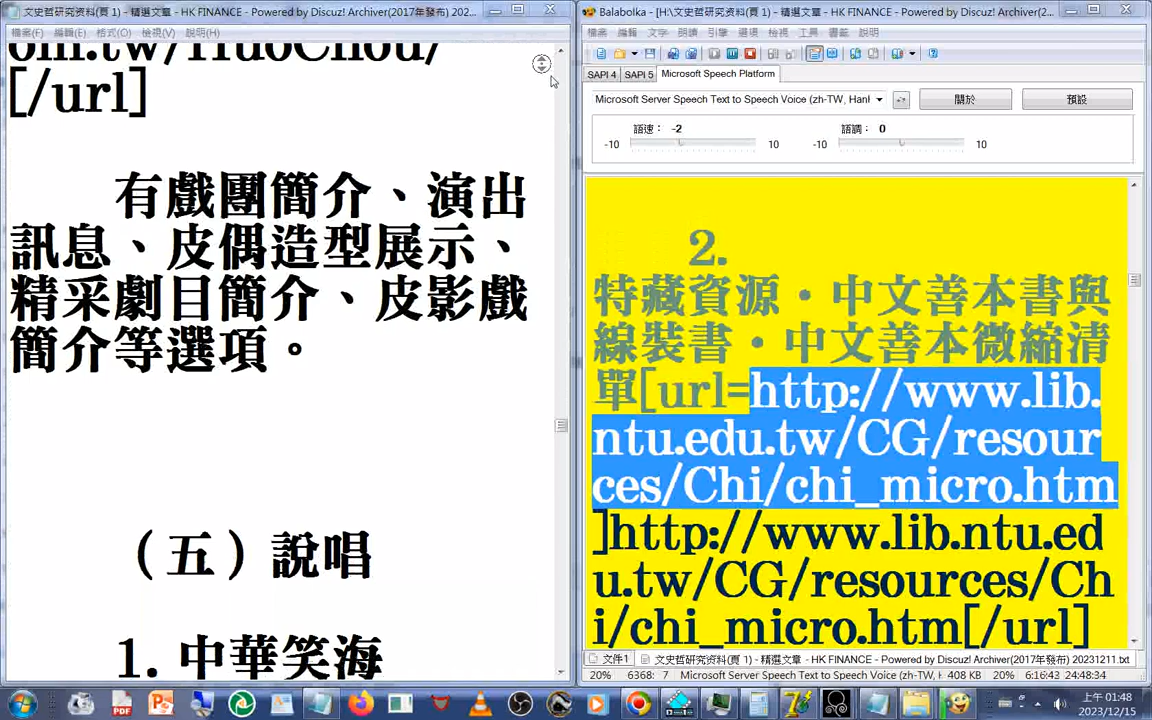 文史哲研究资料(頁 1) - 精選文章 - HK FINANCE - Powered by Discuz! Archiver(2017年發布) 202...
檔案(F) 編輯(E) 格式(O) 檢視(V) 說明(H)
om.tw/HuoChou/
[/url]
有戲團簡介、演出
訊息、皮偶造型展示、
精采劇目簡介、皮影戲
簡介等選項。
（五）說唱
1. 中華笑海
Balabolka - [H:\文史哲研究资料(頁 1) - 精選文章 - HK FINANCE - Powered by Discuz! Archiver(2...
檔案 編輯 文字 朗讀 引擎 選項 檢視 工具 書籤 說明
SAPI 4 SAPI 5 Microsoft Speech Platform
Microsoft Server Speech Text to Speech Voice (zh-TW, Hanl
關於 預設
語速： -2 語調： 0
-10 10 -10 10
2.
特藏資源‧中文善本書與
線裝書‧中文善本微縮清
單[url=http://www.lib.
ntu.edu.tw/CG/resour
ces/Chi/chi_micro.htm
]http://www.lib.ntu.ed
u.tw/CG/resources/Ch
i/chi_micro.htm[/url]
文件1 文史哲研究资料(頁 1) - 精選文章 - HK FINANCE - Powered by Discuz! Archiver(2017年發布) 20231211.txt
20% 6368: 7 Microsoft Server Speech Text to Speech Voice (zh-TW, HanHan) 408 KB 20% 6:16:43 24:48:34
上午 01:48
2023/12/15